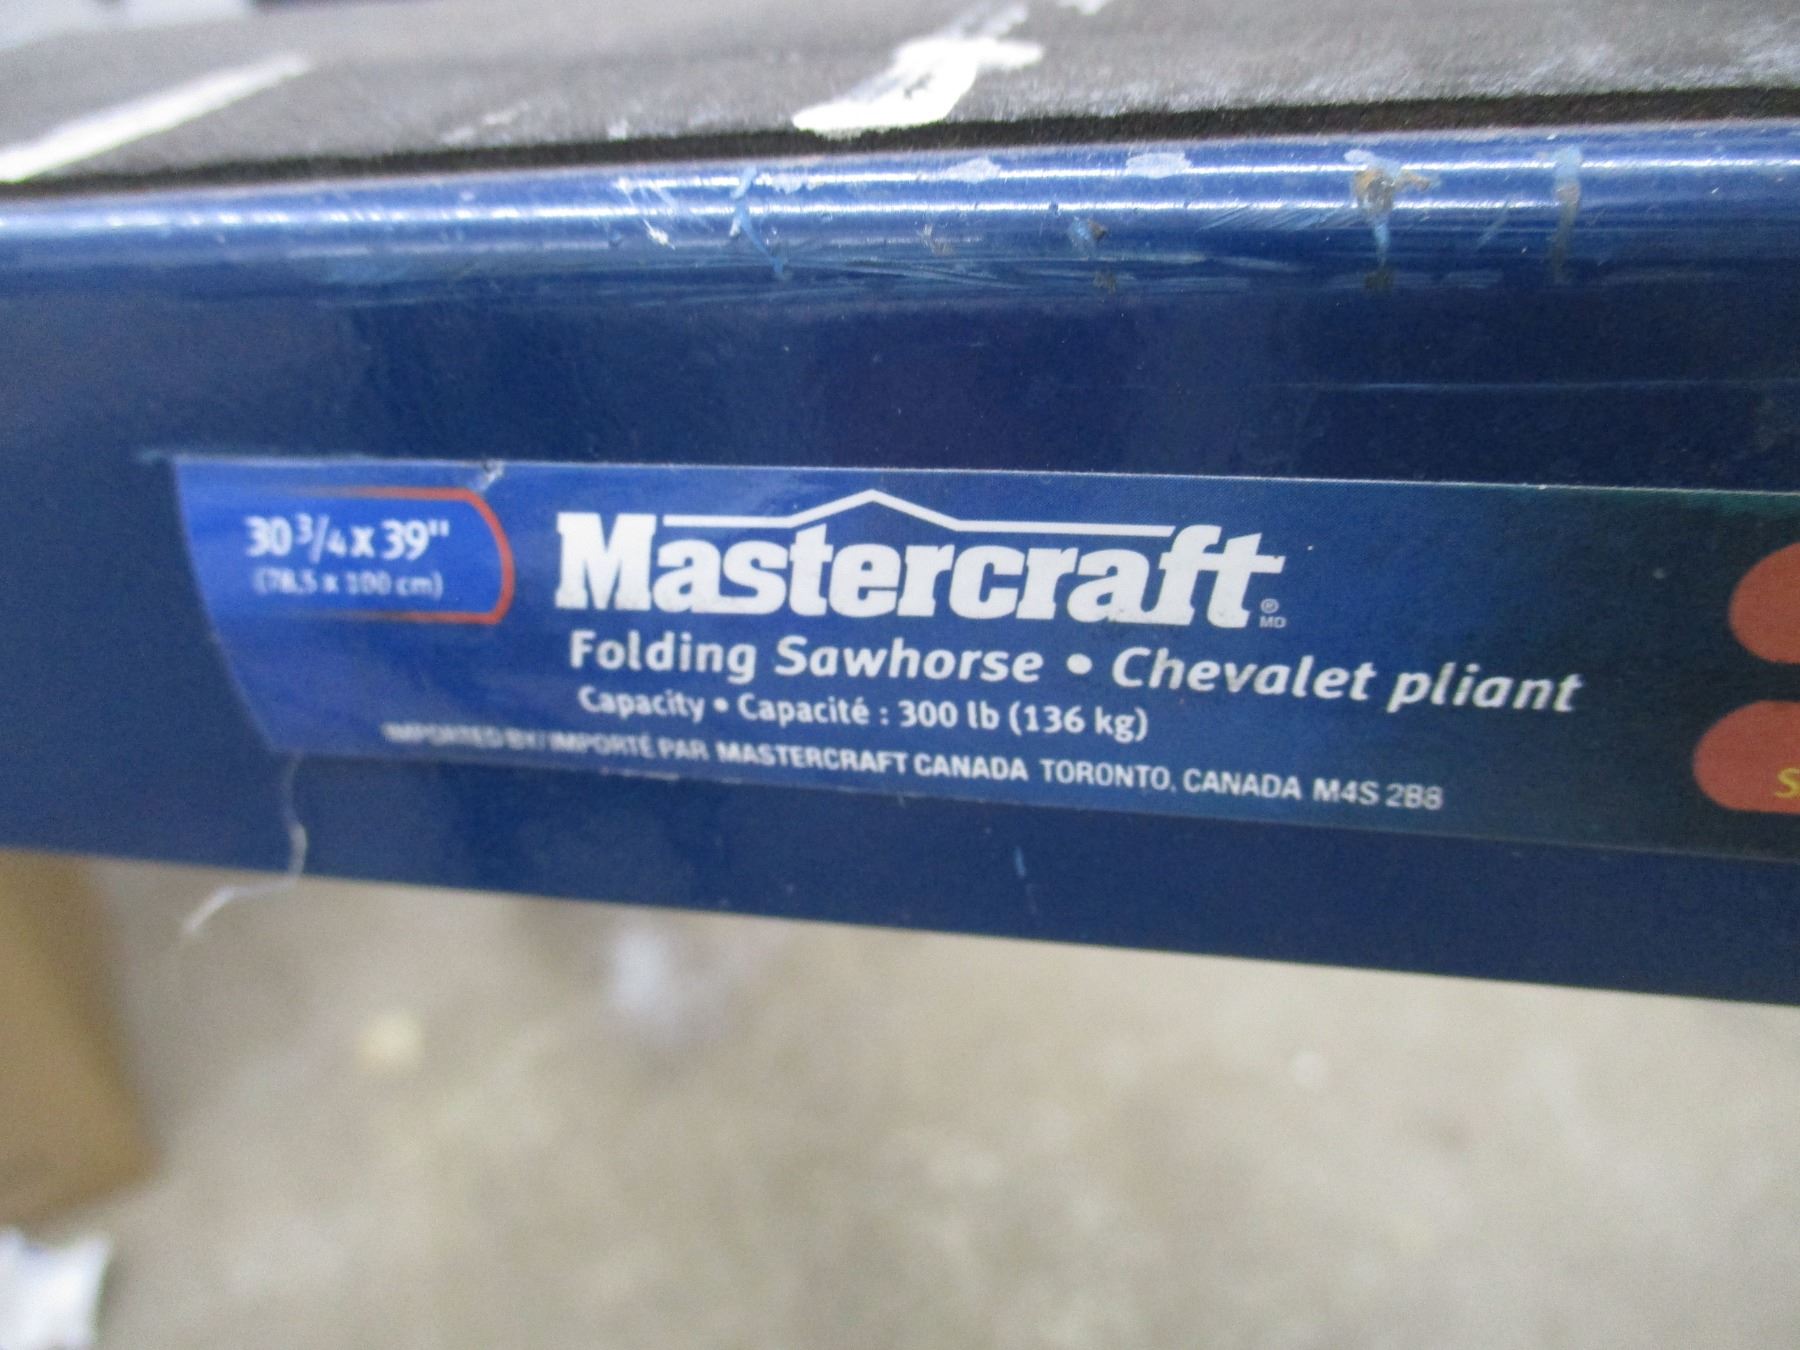 30 3/4 x 39"
(78.5 x 100 cm)
Mastercraft ® MD
Folding Sawhorse • Chevalet pliant
Capacity • Capacité : 300 lb (136 kg)
IMPORTED BY / IMPORTÉ PAR MASTERCRAFT CANADA TORONTO, CANADA M4S 2B8